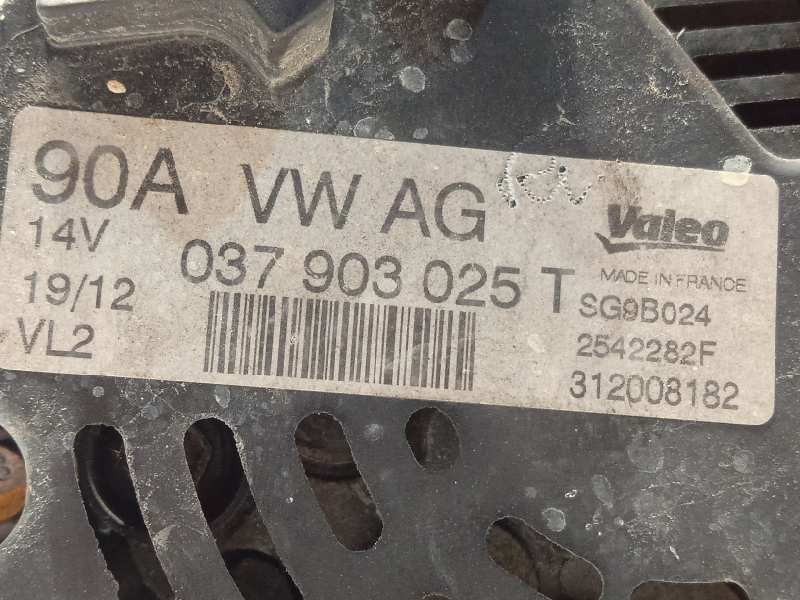 90A VW AG
14V
037 903 025 T
19/12
VL2
Valeo
MADE IN FRANCE
SG9B024
2542282F
312008182